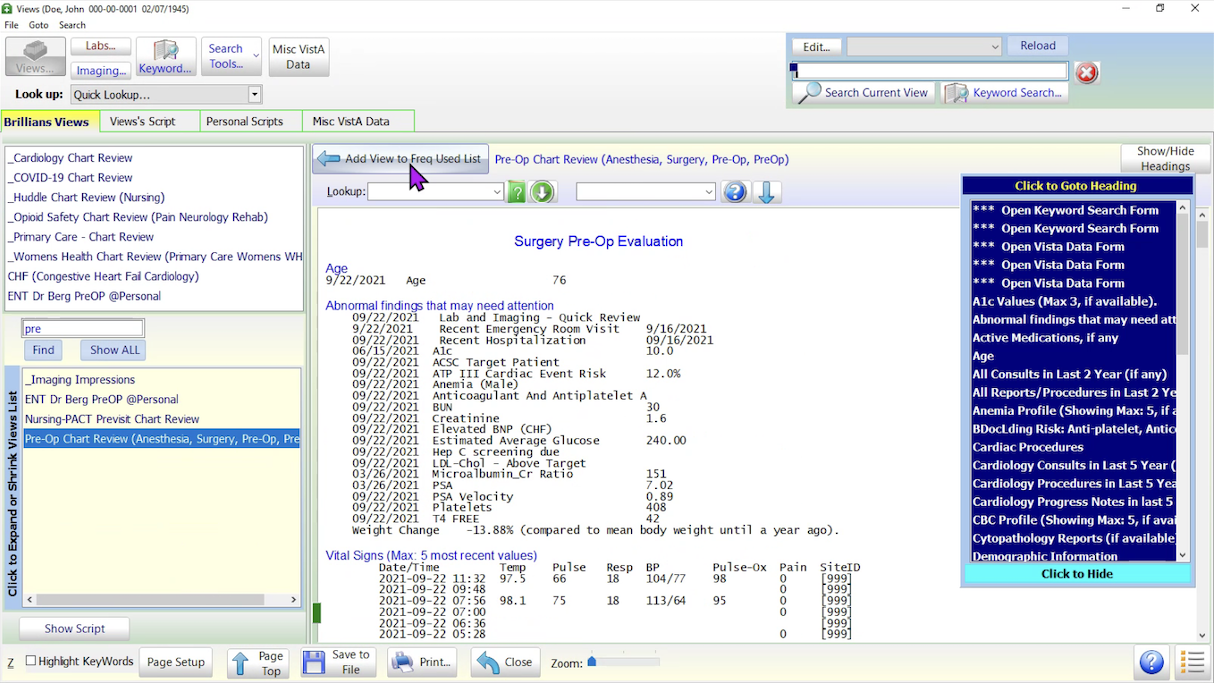 Views (Doe, John 000-00-0001 02/07/1945)
File Goto Search
Views...
Labs...
Imaging...
Keyword...
Search Tools...
Misc VistA Data
Edit...
Reload
Look up: Quick Lookup...
Search Current View
Keyword Search...
Brillians Views
Views's Script
Personal Scripts
Misc VistA Data
_Cardiology Chart Review
_COVID-19 Chart Review
_Huddle Chart Review (Nursing)
_Opioid Safety Chart Review (Pain Neurology Rehab)
_Primary Care - Chart Review
_Womens Health Chart Review (Primary Care Womens WH
CHF (Congestive Heart Fail Cardiology)
ENT Dr Berg PreOP @Personal
pre
Find
Show ALL
Click to Expand or Shrink Views List
_Imaging Impressions
ENT Dr Berg PreOP @Personal
Nursing-PACT Previsit Chart Review
Pre-Op Chart Review (Anesthesia, Surgery, Pre-Op, Pre
Show Script
Add View to Freq Used List
Pre-Op Chart Review (Anesthesia, Surgery, Pre-Op, PreOp)
Show/Hide Headings
Lookup:
Surgery Pre-Op Evaluation
Age
9/22/2021 Age 76
Abnormal findings that may need attention
09/22/2021 Lab and Imaging - Quick Review
9/22/2021 Recent Emergency Room Visit 9/16/2021
09/22/2021 Recent Hospitalization 09/16/2021
06/15/2021 A1c 10.0
09/22/2021 ACSC Target Patient
09/22/2021 ATP III Cardiac Event Risk 12.0%
09/22/2021 Anemia (Male)
09/22/2021 Anticoagulant And Antiplatelet A
09/22/2021 BUN 30
09/22/2021 Creatinine 1.6
09/22/2021 Elevated BNP (CHF)
09/22/2021 Estimated Average Glucose 240.00
09/22/2021 Hep C screening due
09/22/2021 LDL-Chol - Above Target
03/26/2021 Microalbumin_Cr Ratio 151
03/26/2021 PSA 7.02
09/22/2021 PSA Velocity 0.89
09/22/2021 Platelets 408
09/22/2021 T4 FREE 42
Weight Change -13.88% (compared to mean body weight until a year ago).
Vital Signs (Max: 5 most recent values)
Date/Time Temp Pulse Resp BP Pulse-Ox Pain SiteID
2021-09-22 11:32 97.5 66 18 104/77 98 0 [999]
2021-09-22 09:48 0 [999]
2021-09-22 07:56 98.1 75 18 113/64 95 0 [999]
2021-09-22 07:00 0 [999]
2021-09-22 06:36 [999]
2021-09-22 05:28 0 [999]
Click to Goto Heading
*** Open Keyword Search Form
*** Open Keyword Search Form
*** Open Vista Data Form
*** Open Vista Data Form
*** Open Vista Data Form
A1c Values (Max 3, if available).
Abnormal findings that may need att
Active Medications, if any
Age
All Consults in Last 2 Year (if any)
All Reports/Procedures in Last 2 Ye
Anemia Profile (Showing Max: 5, if a
BDocLding Risk: Anti-platelet, Antic
Cardiac Procedures
Cardiology Consults in Last 5 Year (
Cardiology Procedures in Last 5 Yea
Cardiology Progress Notes in last 5
CBC Profile (Showing Max: 5, if avai
Cytopathology Reports (if available
Demographic Information
Click to Hide
Z
Highlight KeyWords
Page Setup
Page Top
Save to File
Print...
Close
Zoom: